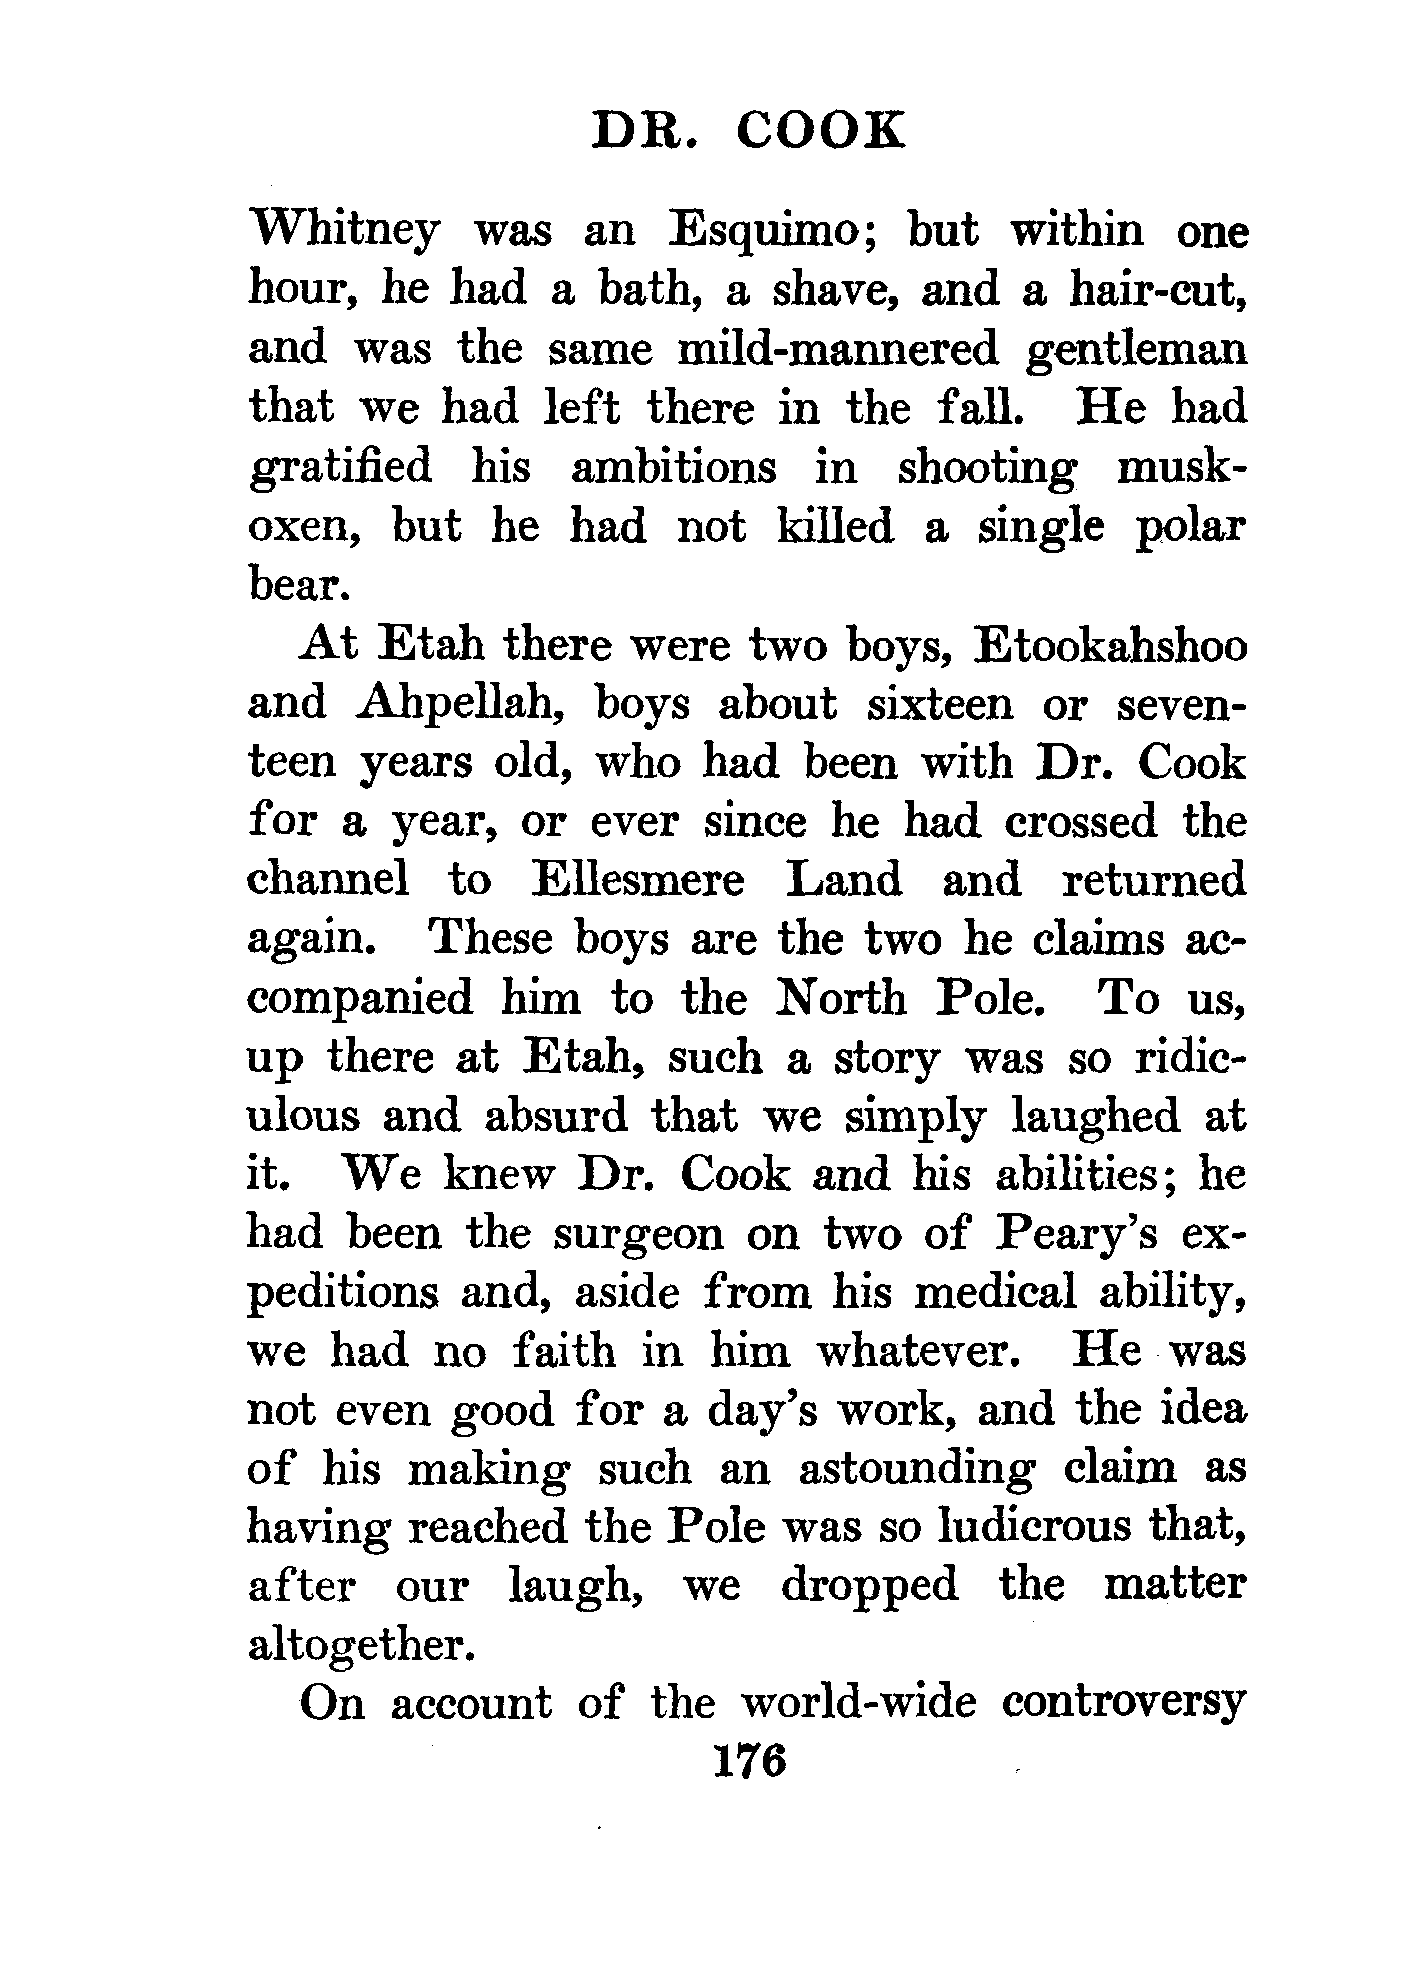 DR. COOK
Whitney was an Esquimo; but within one
hour, he had a bath, a shave, and a hair-cut,
and was the same mild-mannered gentleman
that we had left there in the fall. He had
gratified his ambitions in shooting musk-
oxen, but he had not killed a single polar
bear.
At Etah there were two boys, Etookahshoo
and Ahpellah, boys about sixteen or seven-
teen years old, who had been with Dr. Cook
for a year, or ever since he had crossed the
channel to Ellesmere Land and returned
again. These boys are the two he claims ac-
companied him to the North Pole. To us,
up there at Etah, such a story was so ridic-
ulous and absurd that we simply laughed at
it. We knew Dr. Cook and his abilities; he
had been the surgeon on two of Peary's ex-
peditions and, aside from his medical ability,
we had no faith in him whatever. He was
not even good for a day's work, and the idea
of his making such an astounding claim as
having reached the Pole was so ludicrous that,
after our laugh, we dropped the matter
altogether.
On account of the world-wide controversy
176